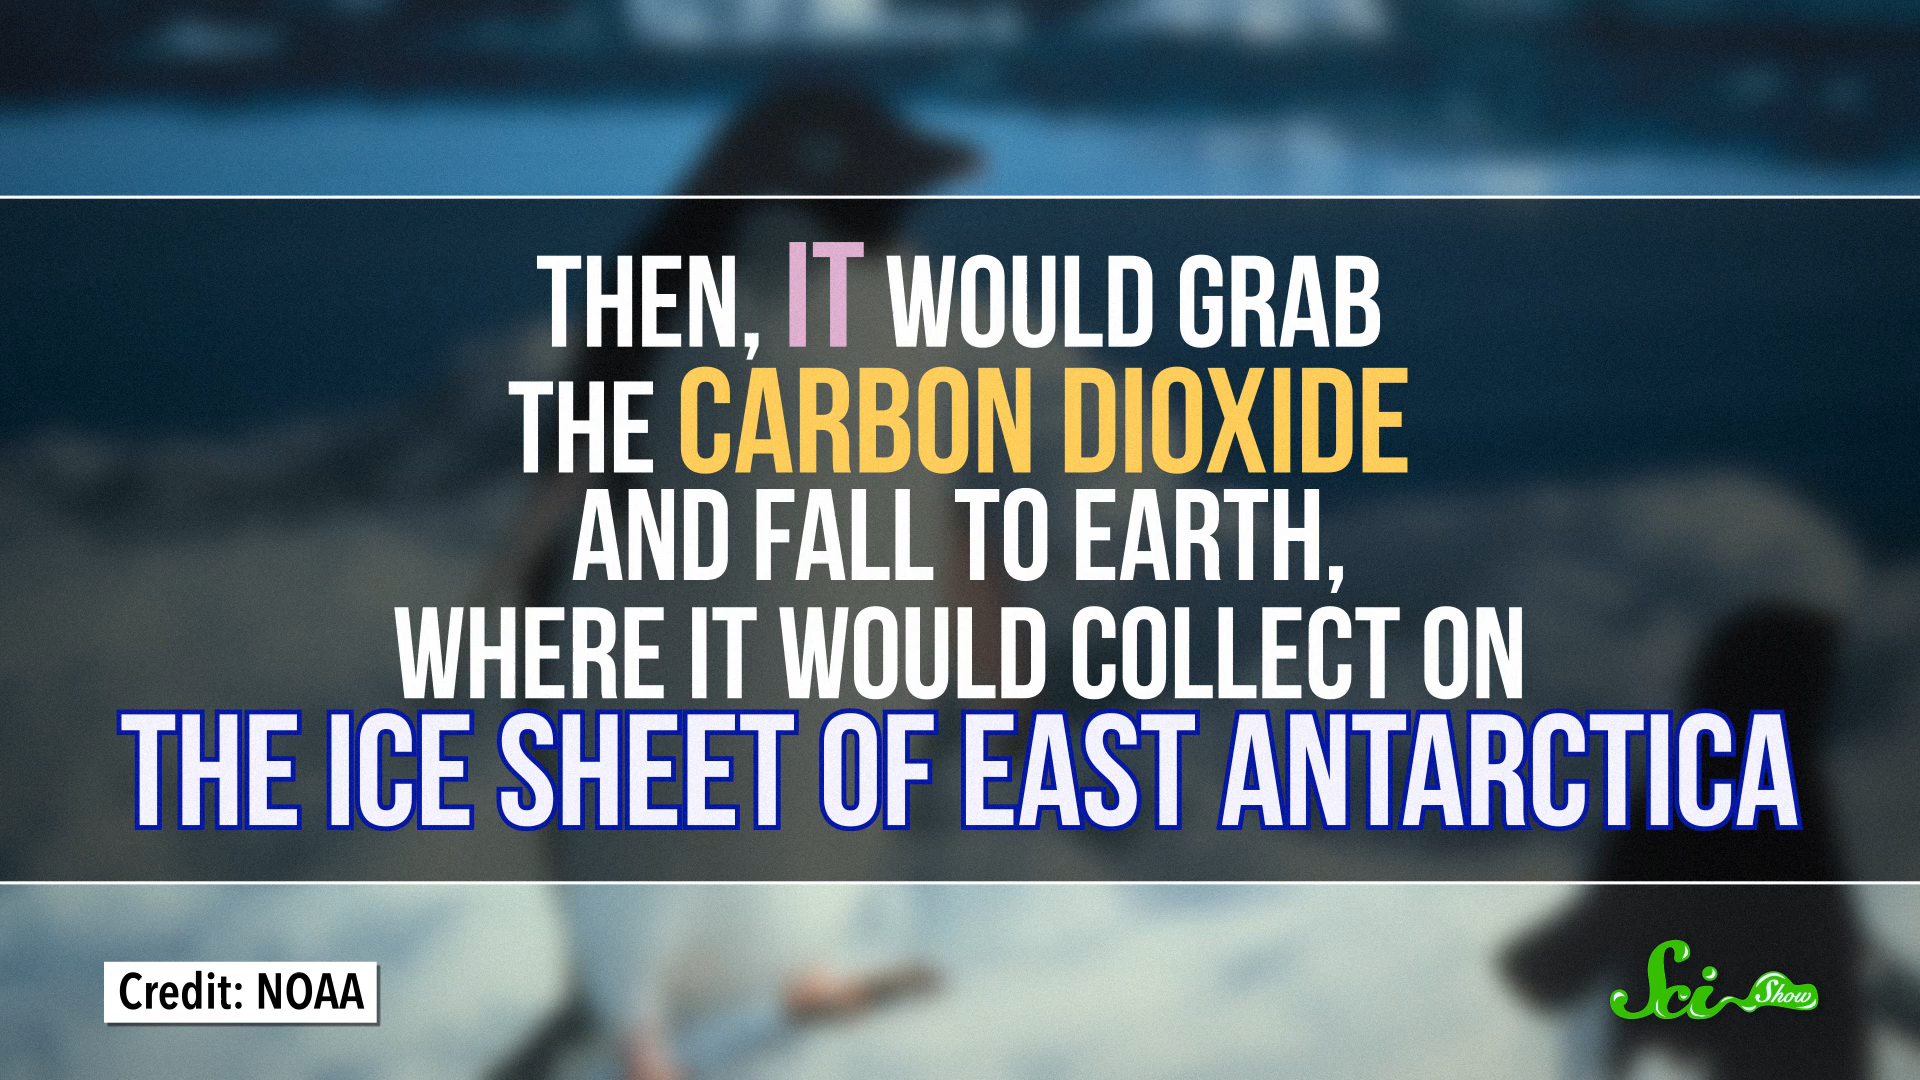 THEN, IT WOULD GRAB
THE CARBON DIOXIDE
AND FALL TO EARTH,
WHERE IT WOULD COLLECT ON
THE ICE SHEET OF EAST ANTARCTICA
Credit: NOAA
Sci Show